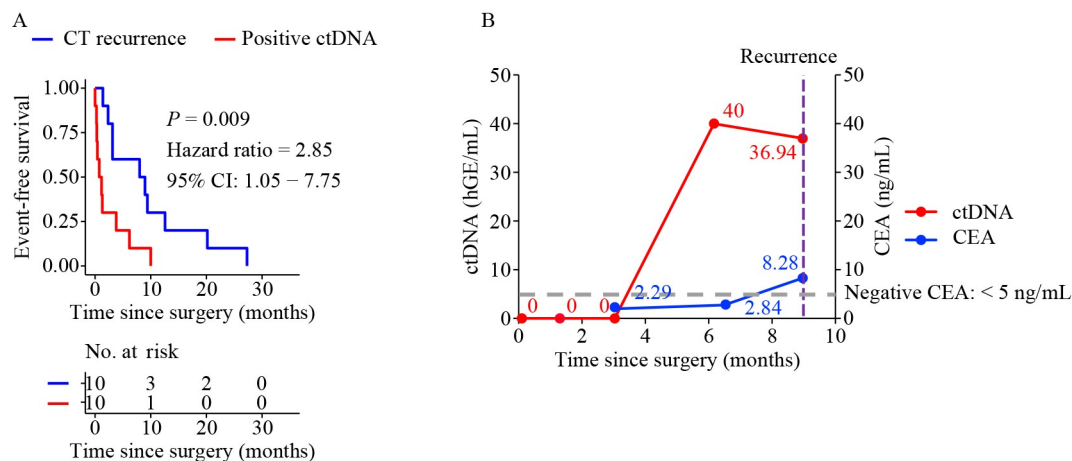 A
CT recurrence Positive ctDNA
1.00
0.75
0.50
0.25
0.00
Event-free survival
P = 0.009
Hazard ratio = 2.85
95% CI: 1.05 − 7.75
0 10 20 30
Time since surgery (months)
No. at risk
10 3 2 0
10 1 0 0
0 10 20 30
Time since surgery (months)
B
Recurrence
50
40
30
20
10
0
ctDNA (hGE/mL)
0 0 0
40
36.94
2.29
2.84
8.28
50
40
30
20
10
0
CEA (ng/mL)
0 2 4 6 8 10
Time since surgery (months)
ctDNA
CEA
Negative CEA: < 5 ng/mL